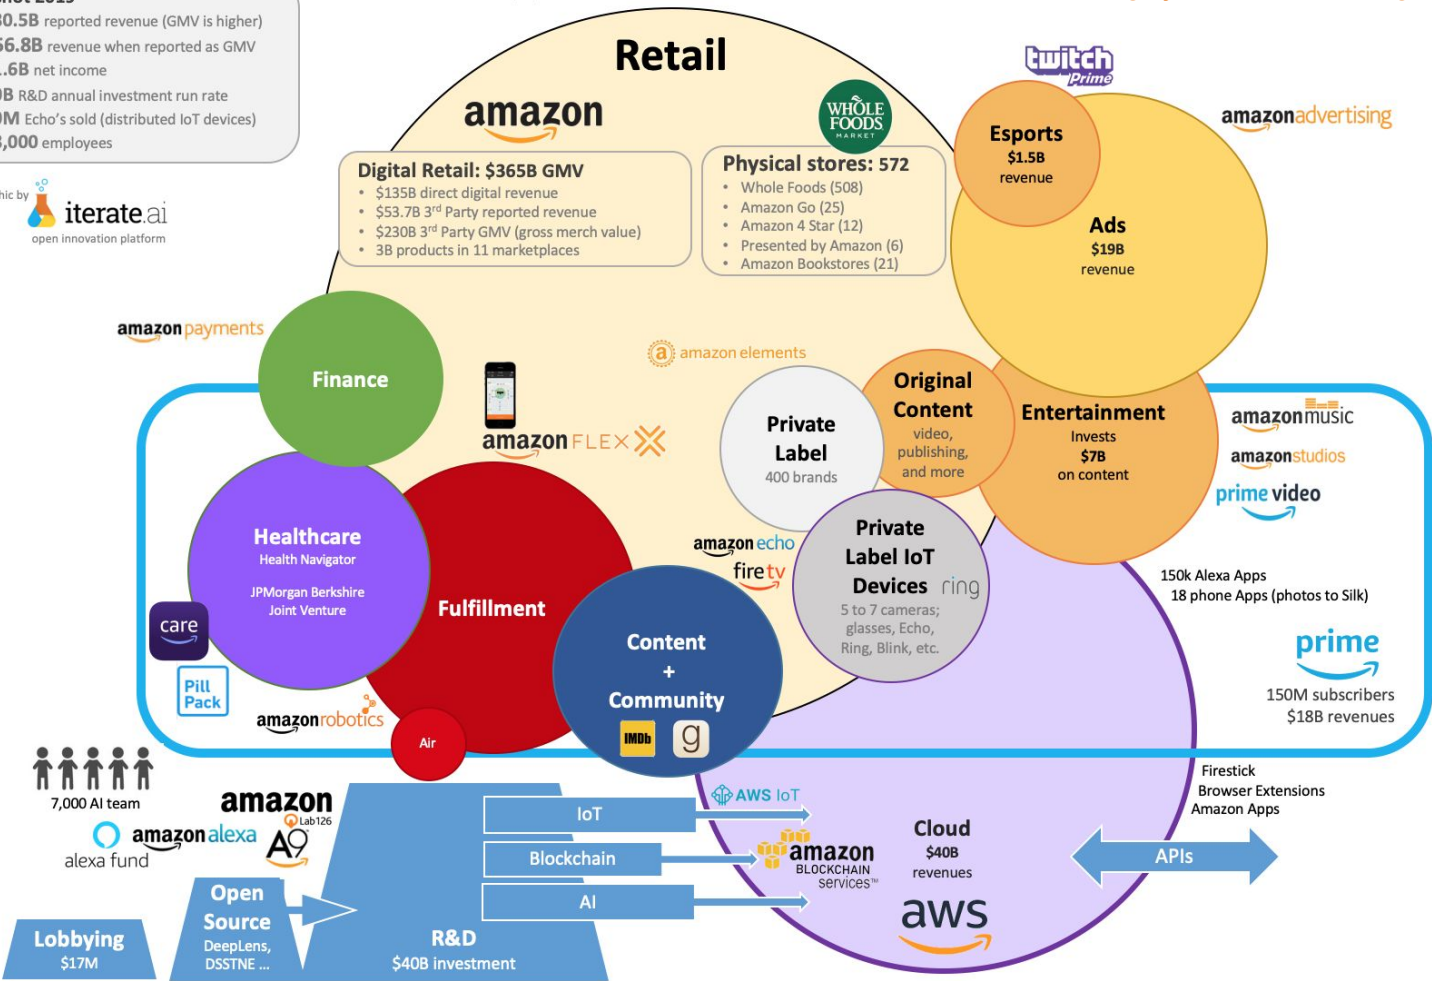 30.5B reported revenue (GMV is higher)
56.8B revenue when reported as GMV
.6B net income
0B R&D annual investment run rate
0M Echo's sold (distributed IoT devices)
3,000 employees
hic by
iterate.ai
open innovation platform
Retail
amazon
WHOLE
FOODS
MARKET
Digital Retail: $365B GMV
• $135B direct digital revenue
• $53.7B 3rd Party reported revenue
• $230B 3rd Party GMV (gross merch value)
• 3B products in 11 marketplaces
Physical stores: 572
• Whole Foods (508)
• Amazon Go (25)
• Amazon 4 Star (12)
• Presented by Amazon (6)
• Amazon Bookstores (21)
twitch
Prime
Esports
$1.5B
revenue
amazonadvertising
Ads
$19B
revenue
amazon payments
Finance
amazon FLEX
a amazon elements
Private
Label
400 brands
Original
Content
video,
publishing,
and more
Entertainment
Invests
$7B
on content
amazonmusic
amazonstudios
prime video
Healthcare
Health Navigator
JPMorgan Berkshire
Joint Venture
care
Pill
Pack
Fulfillment
amazonrobotics
Air
Content
+
Community
IMDb
g
amazon echo
firetv
Private
Label IoT
Devices
ring
5 to 7 cameras;
glasses, Echo,
Ring, Blink, etc.
150k Alexa Apps
18 phone Apps (photos to Silk)
prime
150M subscribers
$18B revenues
Firestick
Browser Extensions
Amazon Apps
APIs
7,000 AI team
alexa fund
amazon alexa
amazon
Lab126
A9
Lobbying
$17M
Open
Source
DeepLens,
DSSTNE ...
R&D
$40B investment
IoT
Blockchain
AI
AWS IoT
amazon
BLOCKCHAIN
services™
Cloud
$40B
revenues
aws